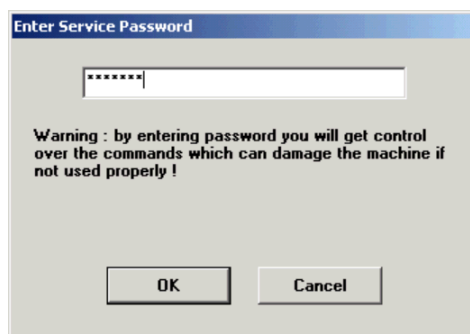 Enter Service Password
*******
Warning : by entering password you will get control
over the commands which can damage the machine if
not used properly !
OK
Cancel